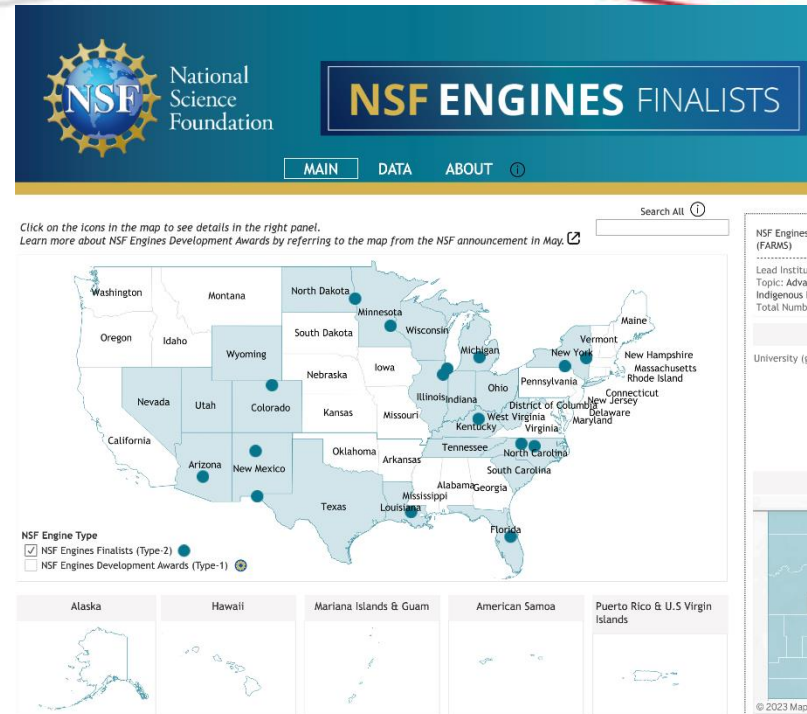 NSF
National
Science
Foundation
NSF ENGINES FINALISTS
MAIN DATA ABOUT i
Search All i
Click on the icons in the map to see details in the right panel.
Learn more about NSF Engines Development Awards by referring to the map from the NSF announcement in May.
Washington
Montana
North Dakota
Minnesota
Maine
Oregon
Idaho
South Dakota
Wisconsin
Vermont
Wyoming
Michigan
New York
New Hampshire
Massachusetts
Rhode Island
Nebraska
Iowa
Pennsylvania
Connecticut
Nevada
Utah
Colorado
Kansas
Missouri
Illinois
Indiana
Ohio
New Jersey
District of Columbia
Delaware
West Virginia
Maryland
Kentucky
Virginia
California
Oklahoma
Arkansas
Tennessee
North Carolina
Arizona
New Mexico
South Carolina
Texas
Louisiana
Mississippi
Alabama
Georgia
Florida
NSF Engine Type
NSF Engines Finalists (Type-2)
NSF Engines Development Awards (Type-1)
Alaska
Hawaii
Mariana Islands & Guam
American Samoa
Puerto Rico & U.S Virgin
Islands
NSF Engines
(FARMS)
Lead Institu
Topic: Adva
Indigenous
Total Numb
University (g
© 2023 Map